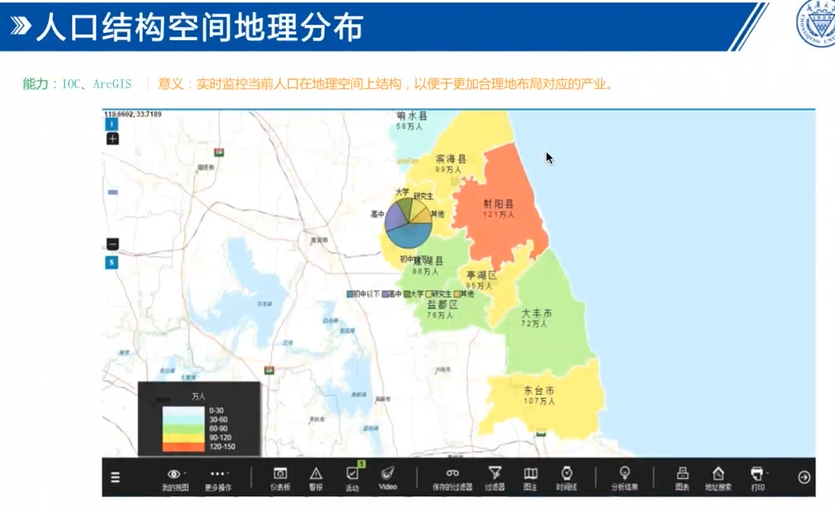 人口结构空间地理分布
能力：IOC、ArcGIS
意义：实时监控当前人口在地理空间上结构，以便于更加合理地布局对应的产业。
119.6602, 33.7189
响水县
58万人
滨海县
99万人
射阳县
121万人
大学
研究生
高中
其他
初中
建湖县
86万人
亭湖区
95万人
初中以下 高中 大学 研究生 其他
盐都区
76万人
大丰市
72万人
东台市
107万人
万人
0-30
30-60
60-90
90-120
120-150
我的视图
更多操作
仪表板
警报
1
活动
Video
保存的过滤器
过滤器
图注
时间线
分析结果
图表
地址搜索
打印